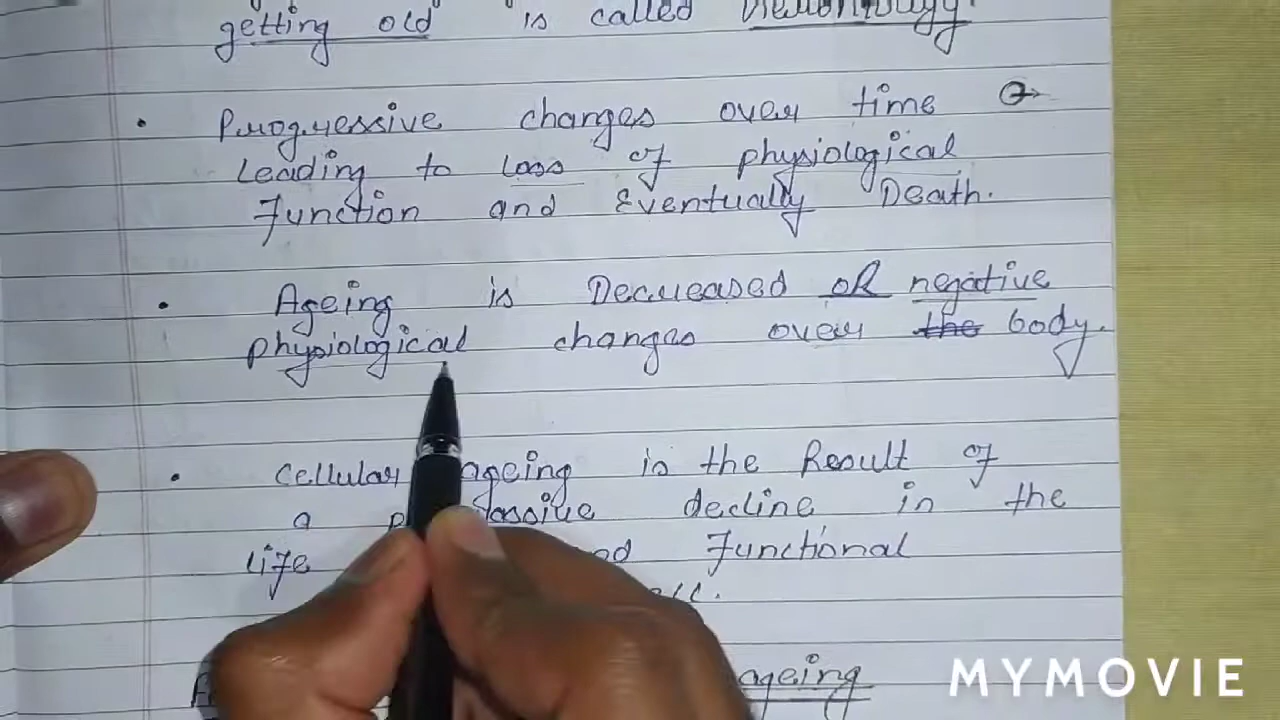 getting old is called
• Progressive changes over time
Leading to Loss of physiological
Function and Eventually Death.
• Ageing is Decreased OR negative
physiological changes over the body.
• Cellular ageing is the Result of
a decline in the
life Functional
ageing
MYMOVIE